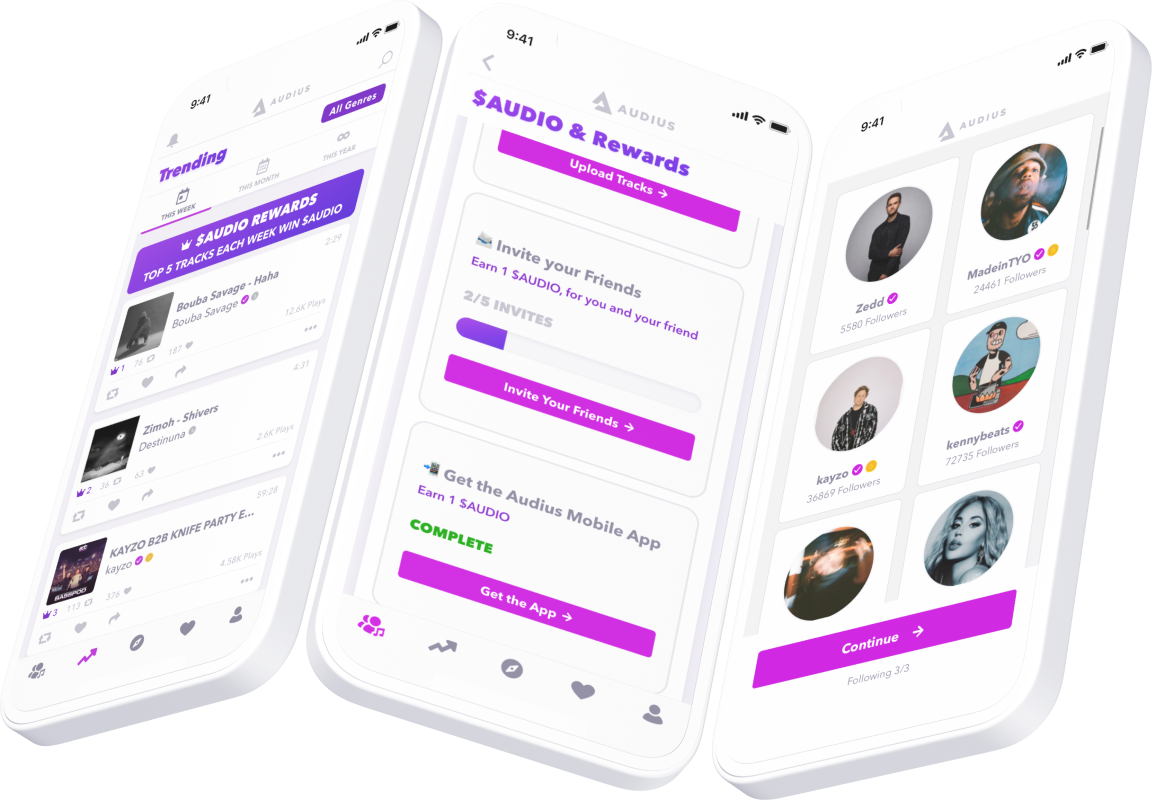 9:41
AUDIUS
All Genres
Trending
THIS WEEK
THIS MONTH
THIS YEAR
$AUDIO REWARDS
TOP 5 TRACKS EACH WEEK WIN $AUDIO
Bouba Savage - Haha
2:29
Bouba Savage
12.6K Plays
1
76
187
Zimoh - Shivers
4:31
Destinuna
2.6K Plays
2
36
63
KAYZO B2B KNIFE PARTY E...
59:28
kayzo
4.58K Plays
BASSPOD
3
113
376
9:41
AUDIUS
$AUDIO & Rewards
Upload Tracks →
Invite your Friends
Earn 1 $AUDIO, for you and your friend
2/5 INVITES
Invite Your Friends →
Get the Audius Mobile App
Earn 1 $AUDIO
COMPLETE
Get the App →
9:41
AUDIUS
Zedd
5580 Followers
MadeinTYO
24461 Followers
kayzo
36869 Followers
kennybeats
72735 Followers
Continue →
Following 3/3